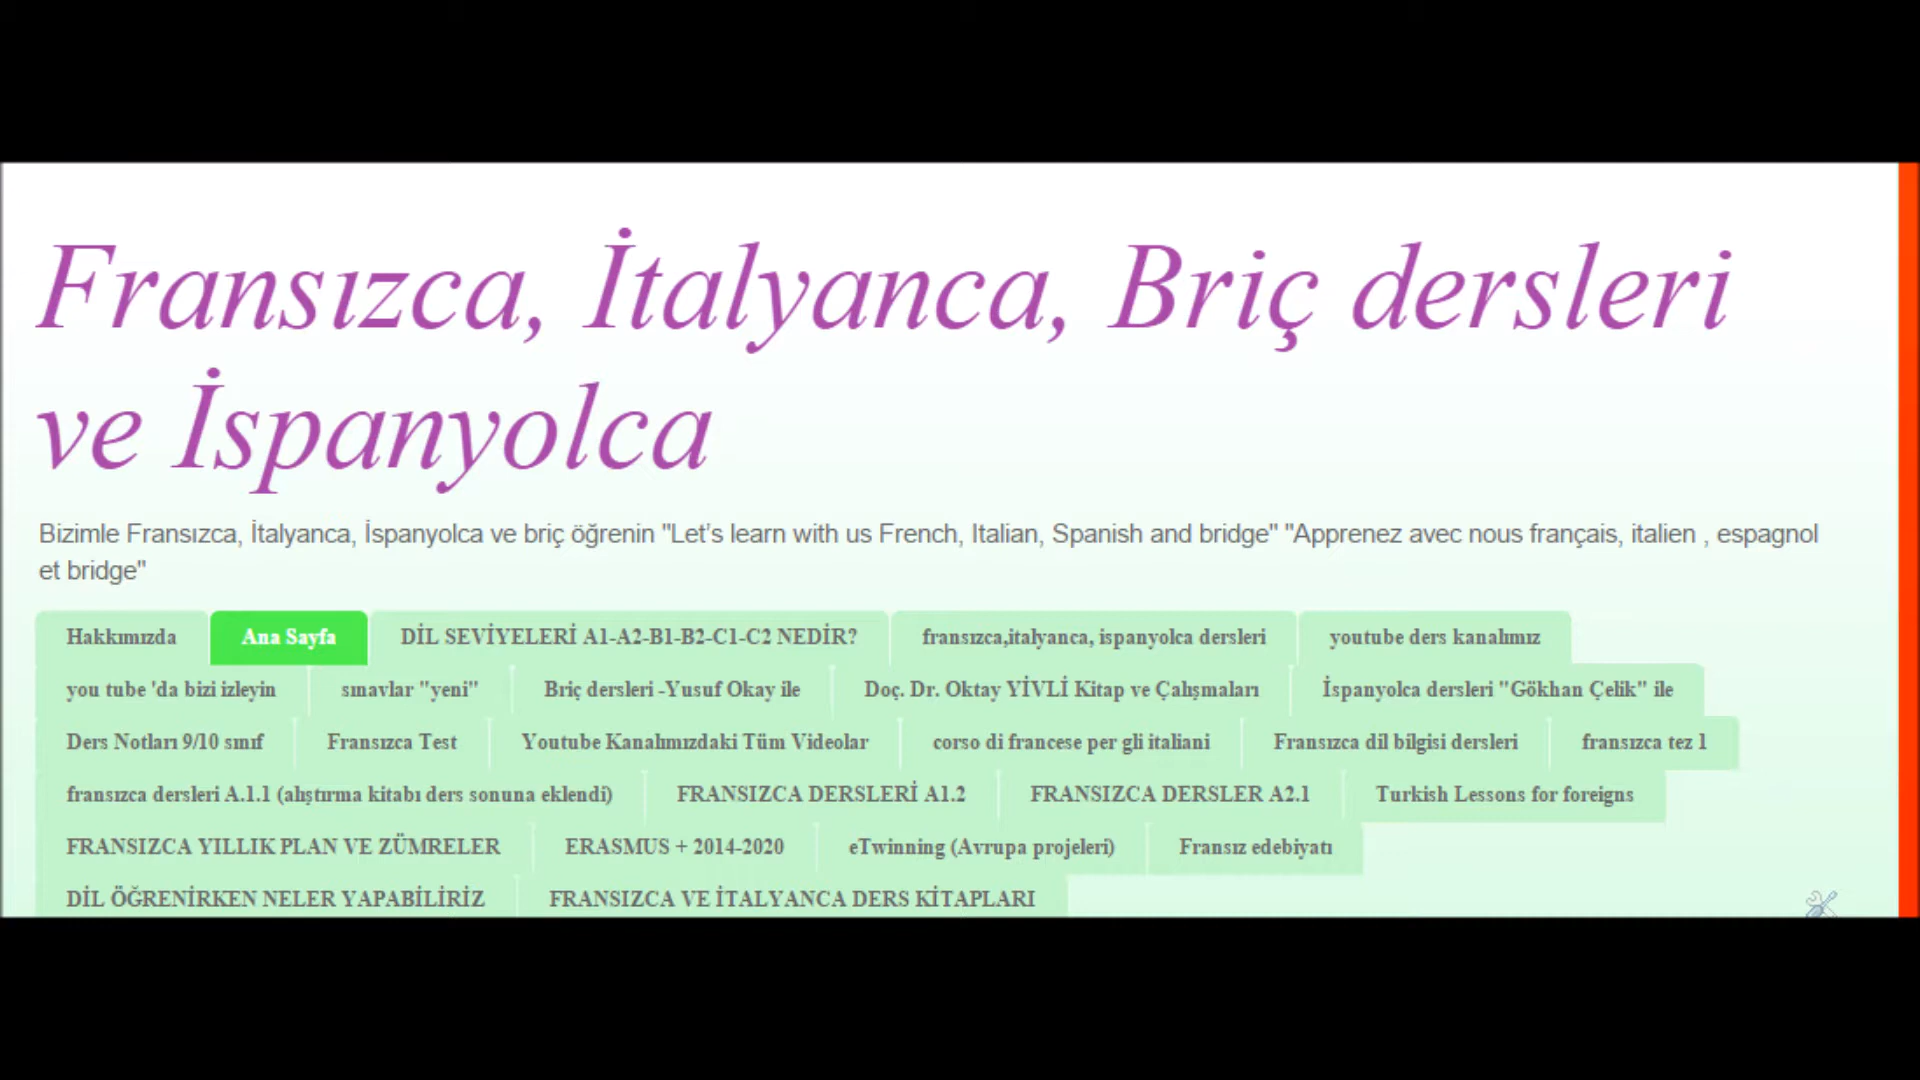 Fransızca, İtalyanca, Briç dersleri
ve İspanyolca
Bizimle Fransızca, İtalyanca, İspanyolca ve briç öğrenin "Let's learn with us French, Italian, Spanish and bridge" "Apprenez avec nous français, italien , espagnol
et bridge"
Hakkımızda Ana Sayfa DİL SEVİYELERİ A1-A2-B1-B2-C1-C2 NEDİR? fransızca,italyanca, ispanyolca dersleri youtube ders kanalımız
you tube 'da bizi izleyin sınavlar "yeni" Briç dersleri -Yusuf Okay ile Doç. Dr. Oktay YİVLİ Kitap ve Çalışmaları İspanyolca dersleri "Gökhan Çelik" ile
Ders Notları 9/10 sınıf Fransızca Test Youtube Kanalımızdaki Tüm Videolar corso di francese per gli italiani Fransızca dil bilgisi dersleri fransızca tez 1
fransızca dersleri A.1.1 (alıştırma kitabı ders sonuna eklendi) FRANSIZCA DERSLERİ A1.2 FRANSIZCA DERSLER A2.1 Turkish Lessons for foreigns
FRANSIZCA YILLIK PLAN VE ZÜMRELER ERASMUS + 2014-2020 eTwinning (Avrupa projeleri) Fransız edebiyatı
DİL ÖĞRENİRKEN NELER YAPABİLİRİZ FRANSIZCA VE İTALYANCA DERS KİTAPLARI